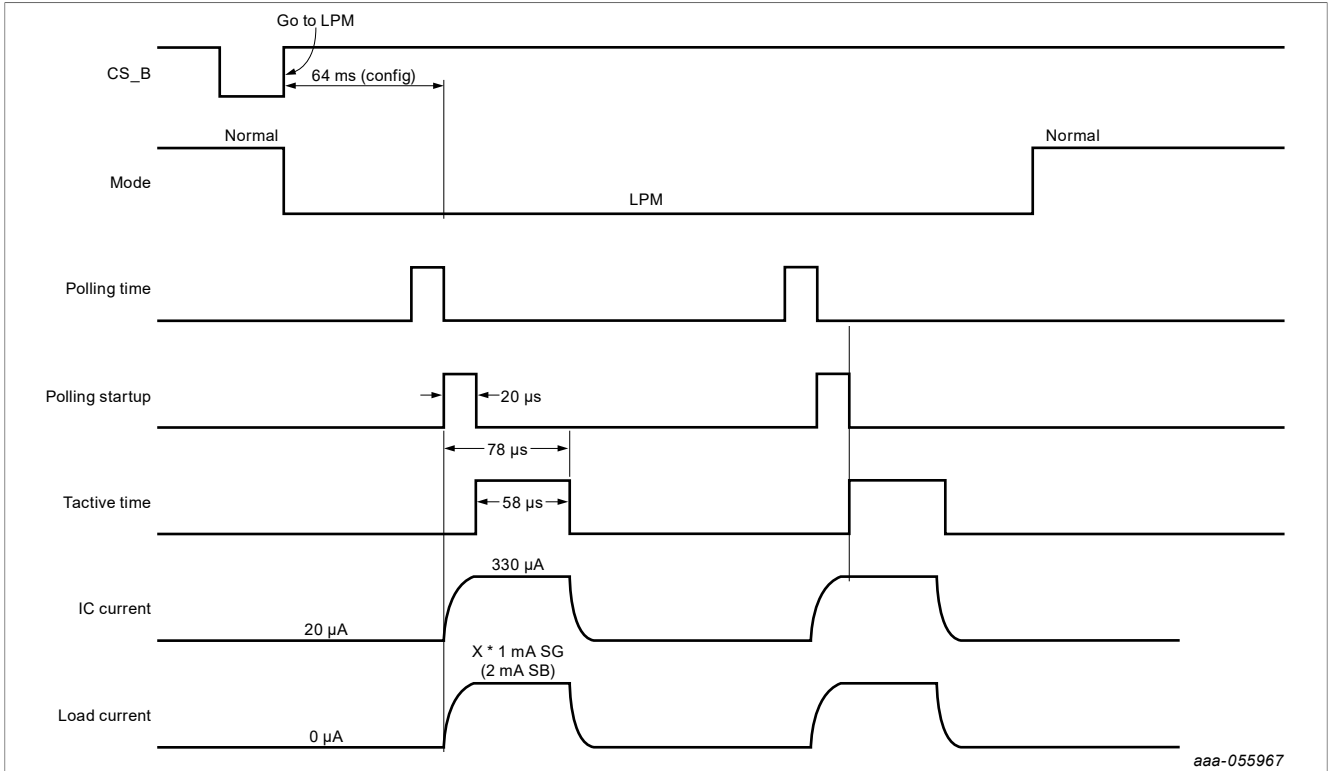 Go to LPM
CS_B
64 ms (config)
Normal
Normal
Mode
LPM
Polling time
Polling startup
20 µs
78 µs
Tactive time
58 µs
330 µA
IC current
20 µA
X * 1 mA SG
(2 mA SB)
Load current
0 µA
aaa-055967